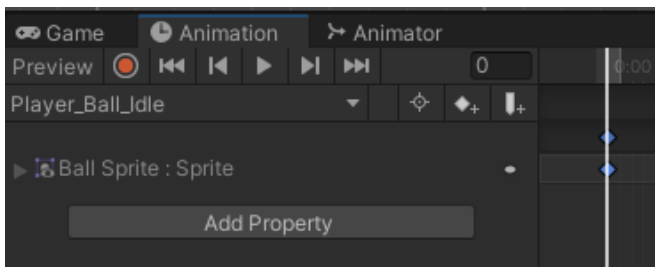 Game Animation Animator
Preview 0 0:00
Player_Ball_Idle
Ball Sprite : Sprite
Add Property